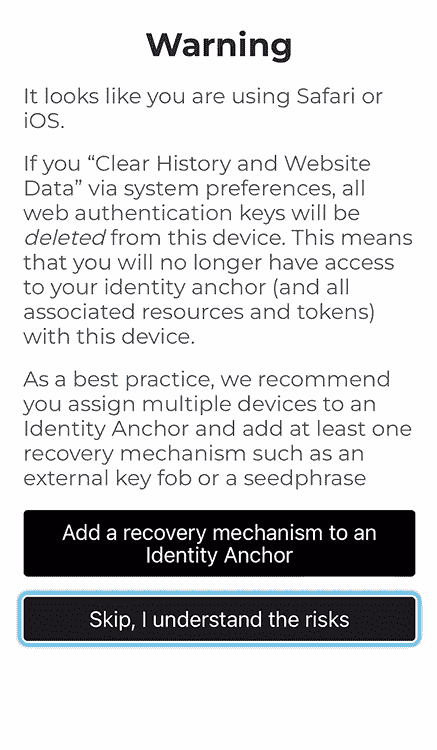 Warning
It looks like you are using Safari or
iOS.
If you “Clear History and Website
Data” via system preferences, all
web authentication keys will be
deleted from this device. This means
that you will no longer have access
to your identity anchor (and all
associated resources and tokens)
with this device.
As a best practice, we recommend
you assign multiple devices to an
Identity Anchor and add at least one
recovery mechanism such as an
external key fob or a seedphrase
Add a recovery mechanism to an
Identity Anchor
Skip, I understand the risks